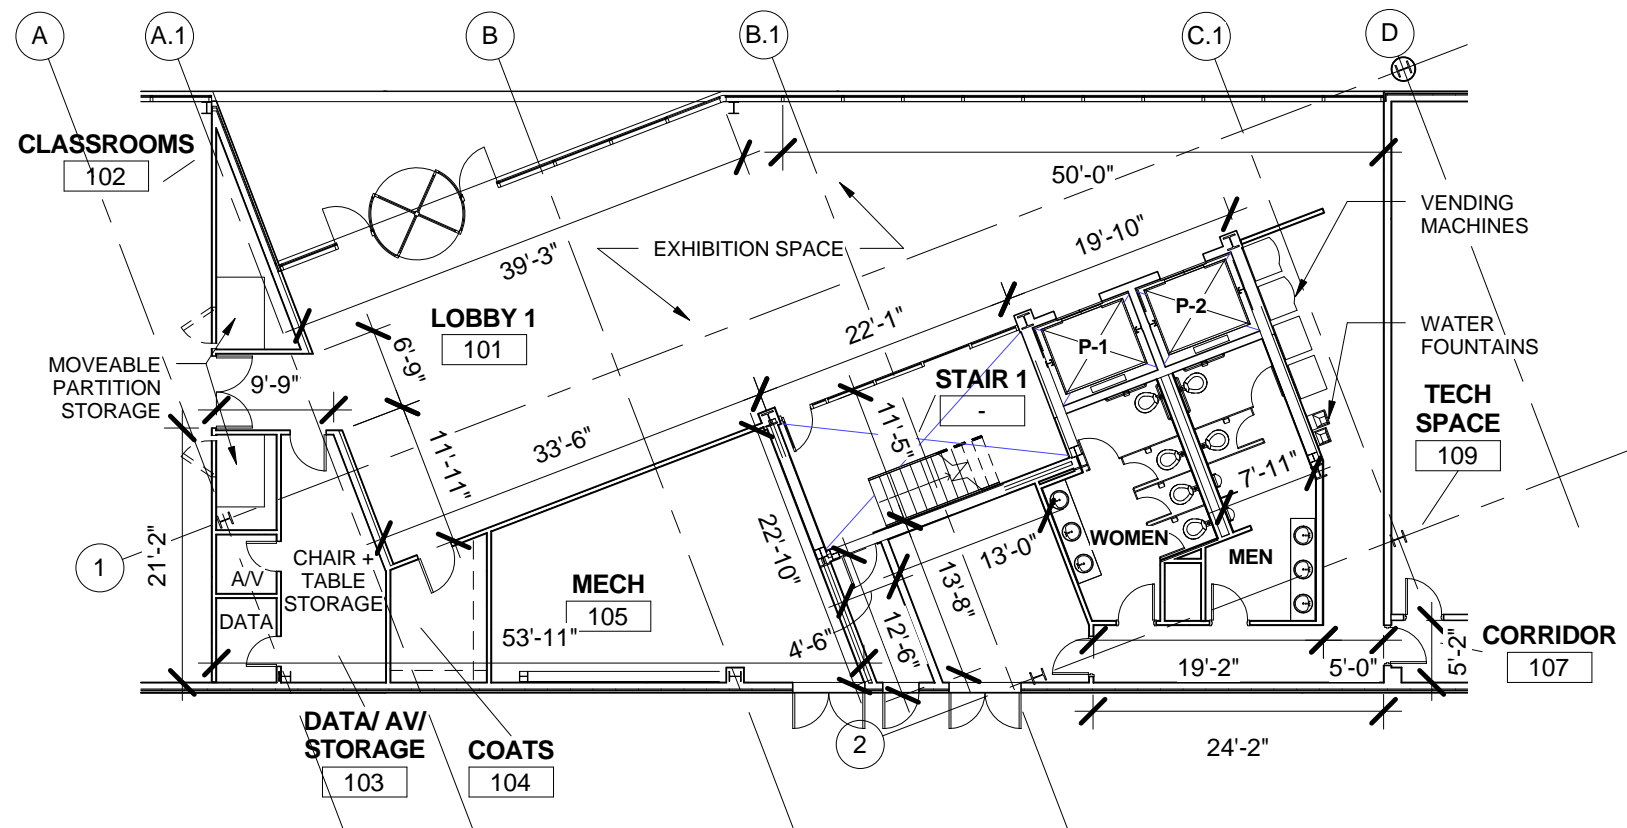 A
A.1
B
B.1
C.1
D
CLASSROOMS
102
50'-0"
VENDING
MACHINES
EXHIBITION SPACE
39'-3"
19'-10"
P-2
LOBBY 1
101
22'-1"
P-1
WATER
FOUNTAINS
6'-9"
MOVEABLE
PARTITION
STORAGE
9'-9"
STAIR 1
-
TECH
SPACE
109
11'-5"
33'-6"
11'-11"
7'-11"
1
21'-2"
22'-10"
13'-0"
WOMEN
MEN
CHAIR +
TABLE
STORAGE
A/V
DATA
MECH
105
13'-8"
53'-11"
4'-6"
12'-6"
19'-2"
5'-0"
5'-2"
CORRIDOR
107
DATA/ AV/
STORAGE
103
COATS
104
2
24'-2"